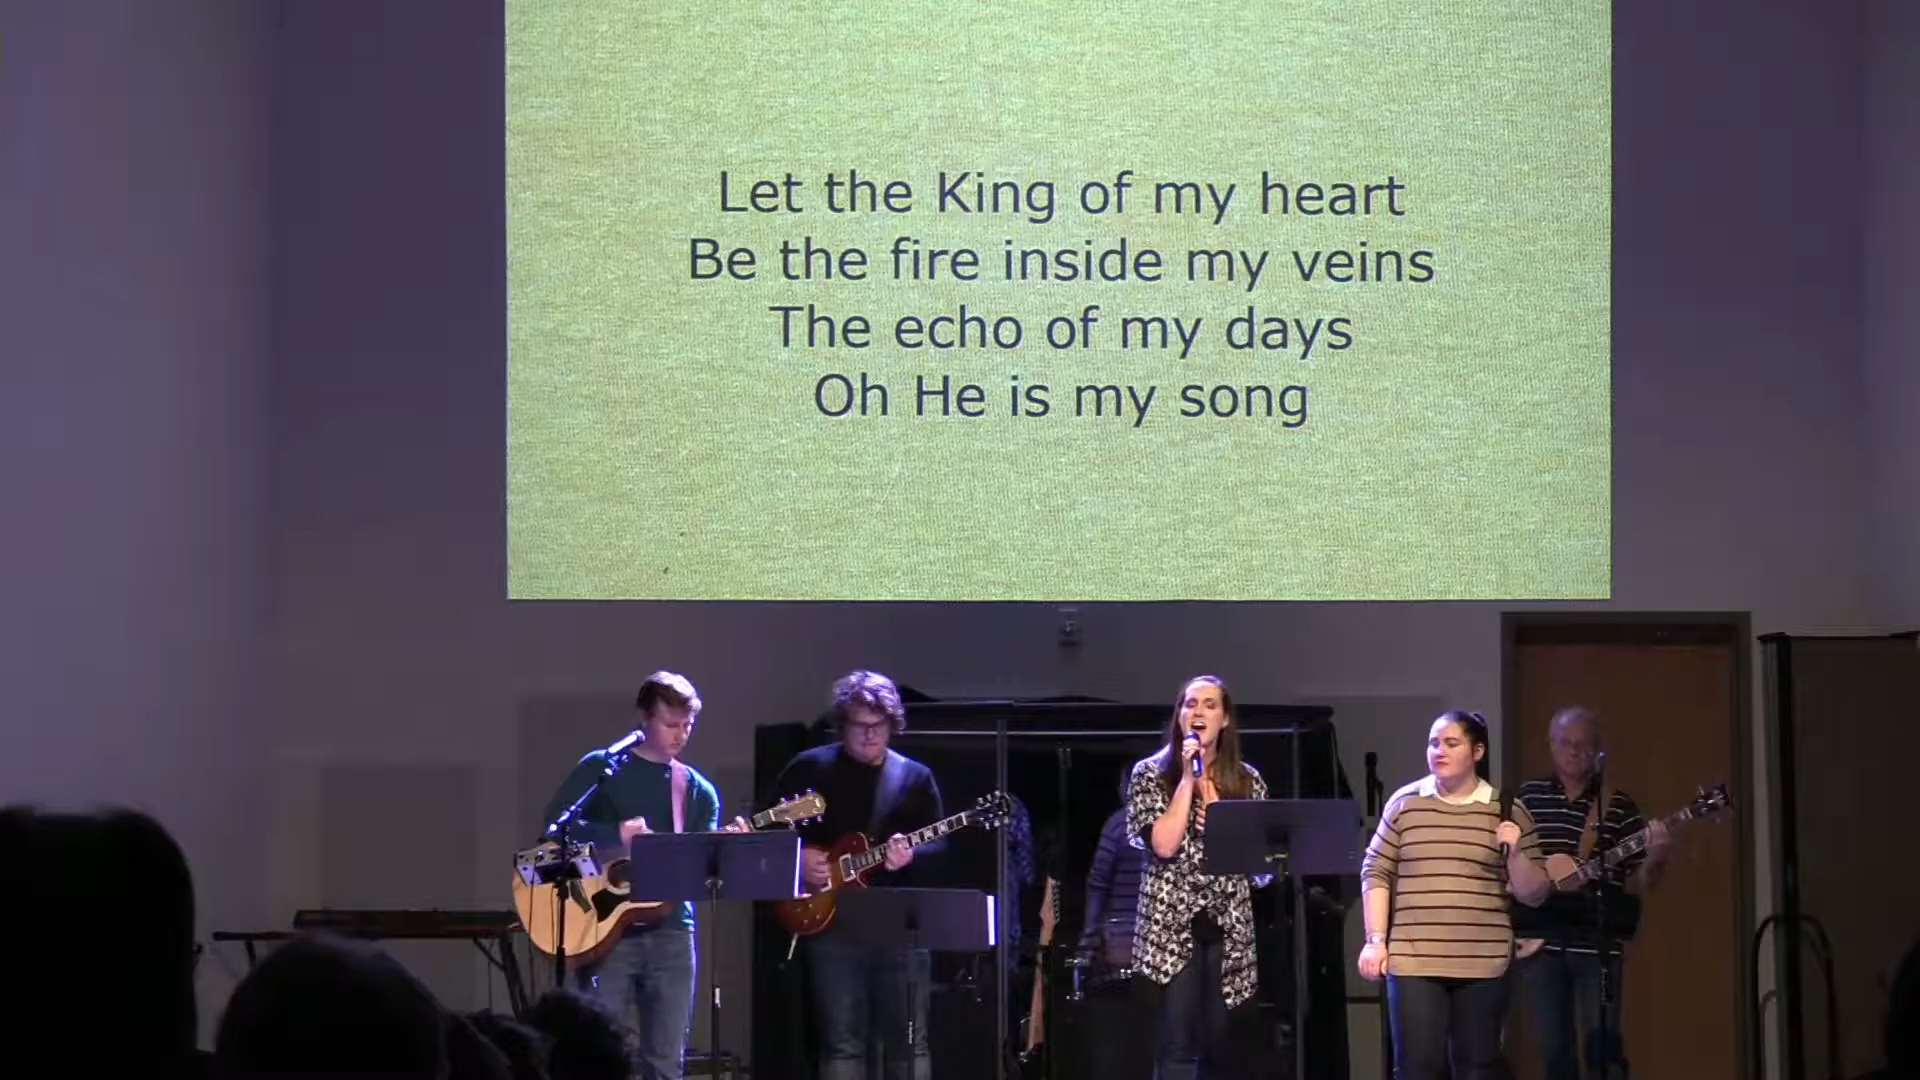 Let the King of my heart
Be the fire inside my veins
The echo of my days
Oh He is my song